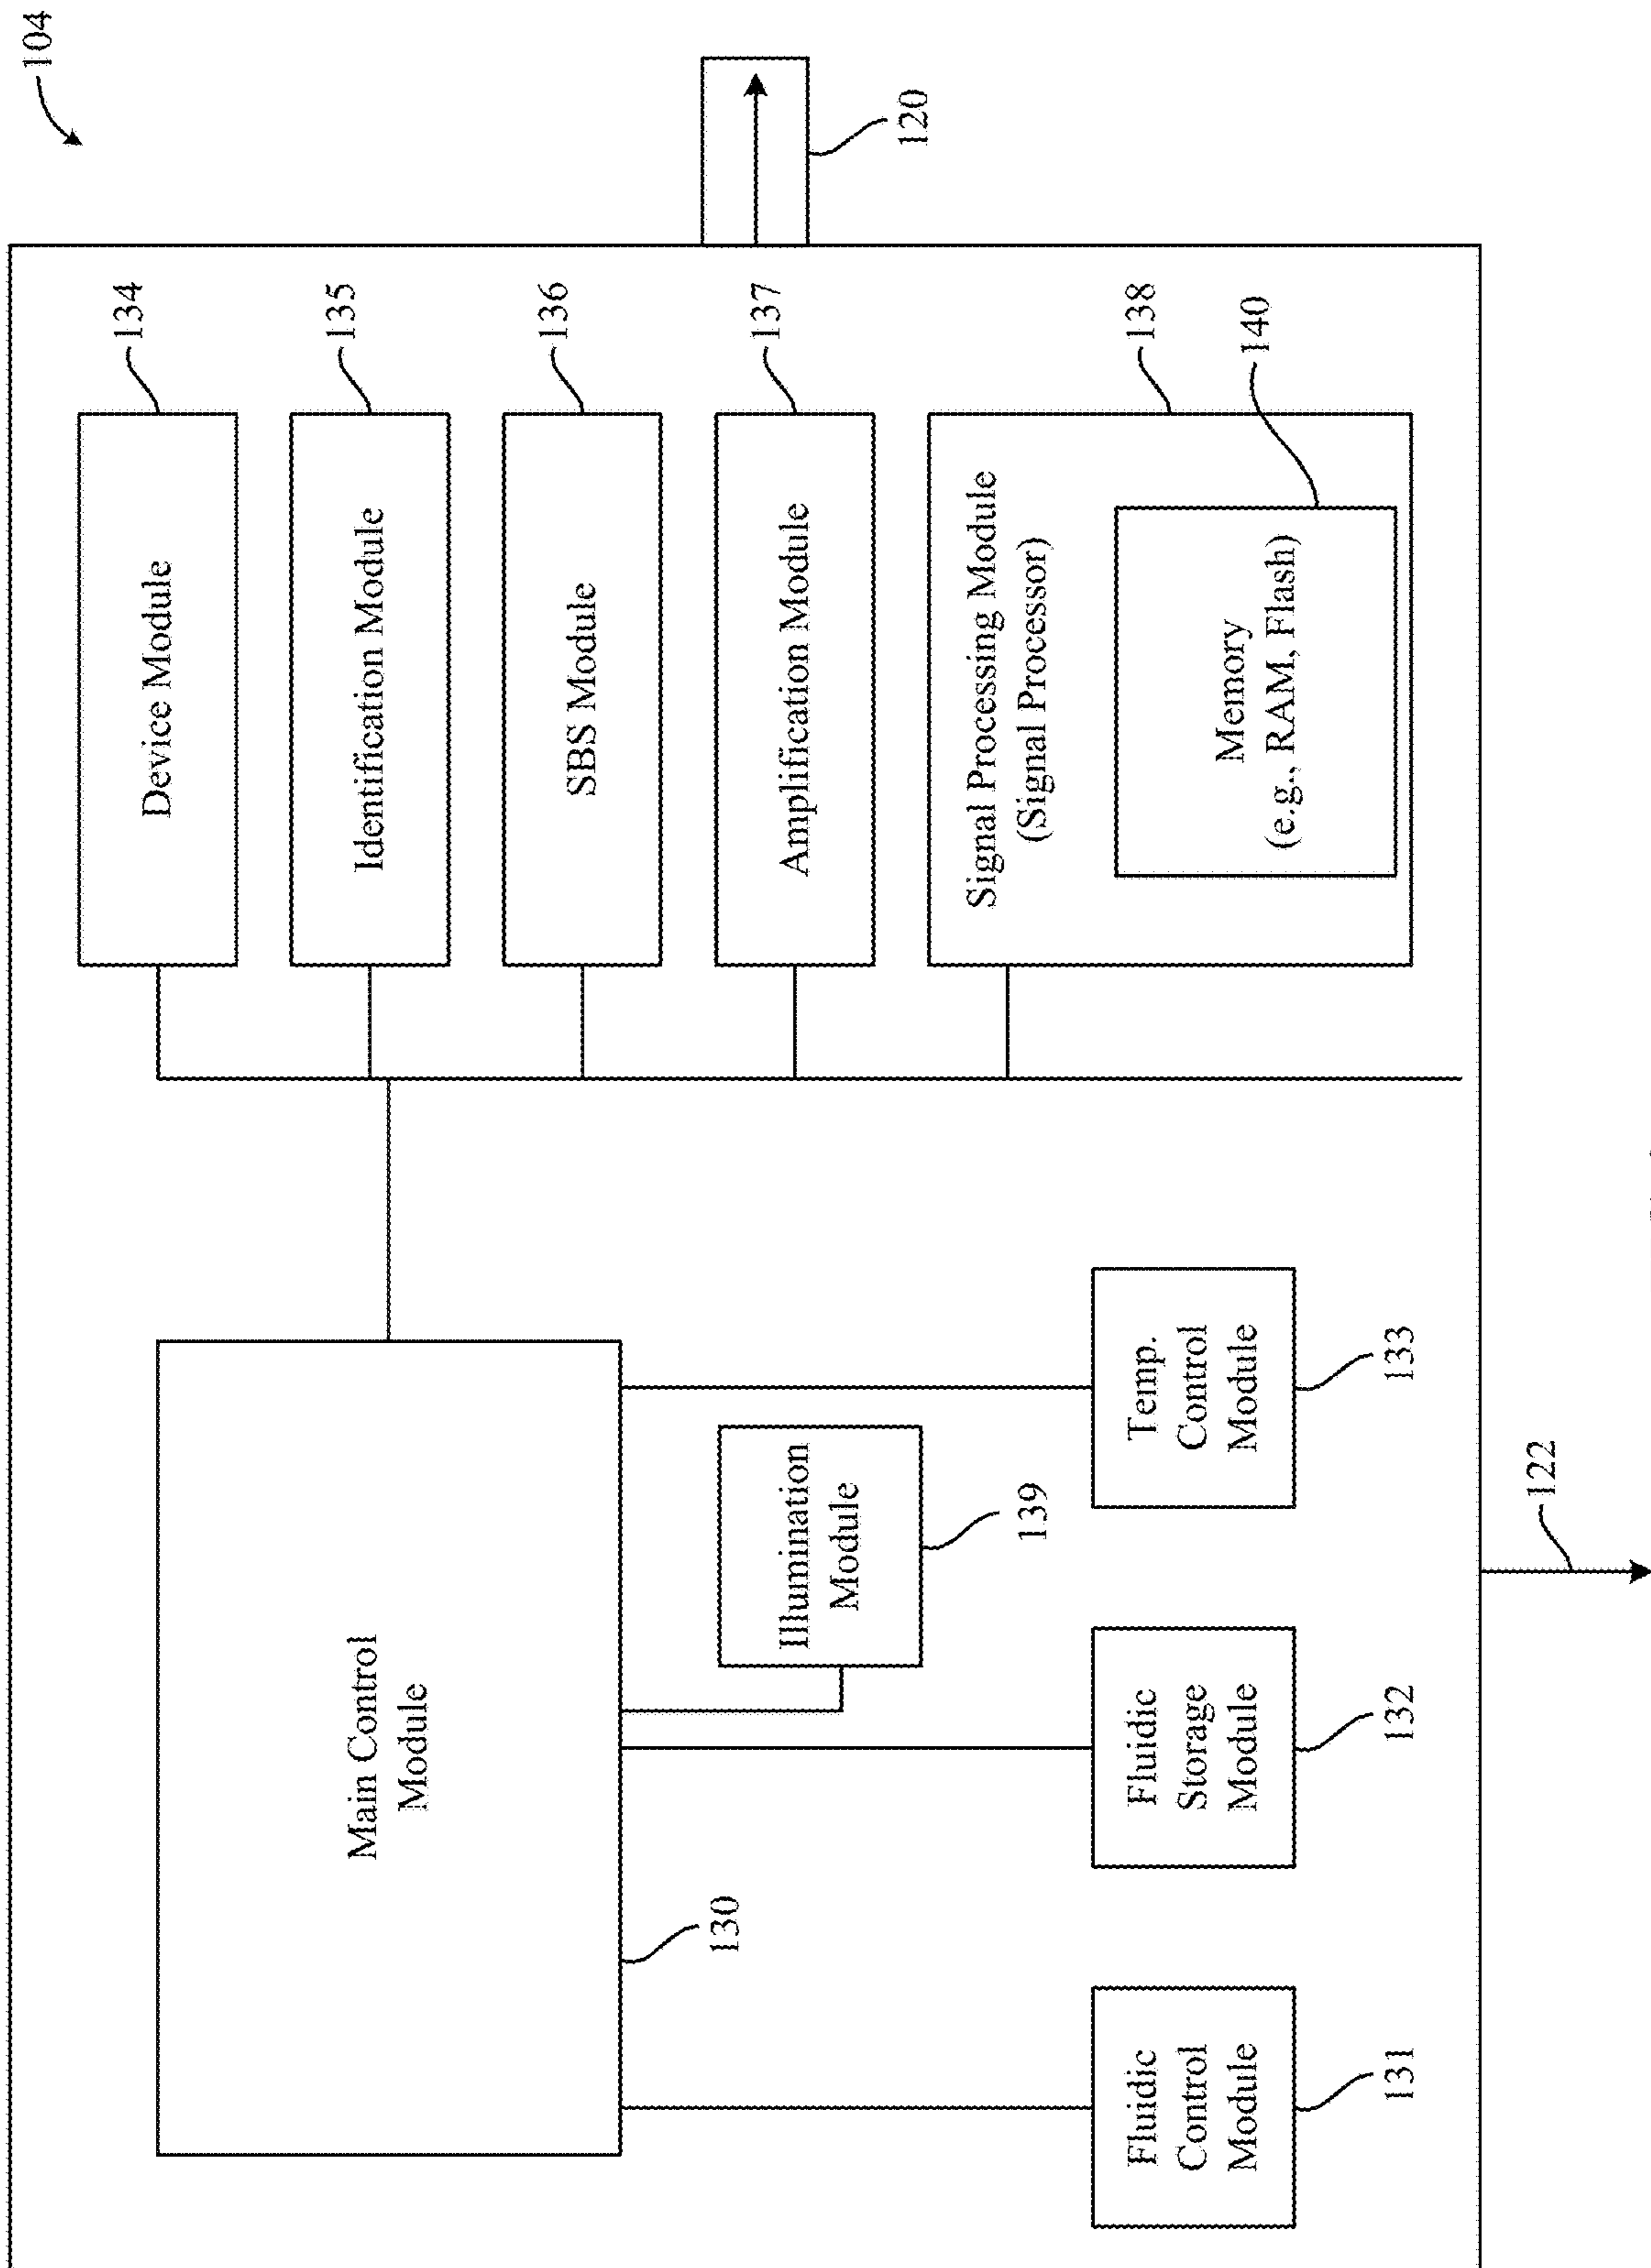 104
120
Main Control
Module
130
Device Module
134
Identification Module
135
SBS Module
136
Amplification Module
137
Signal Processing Module
(Signal Processor)
138
Memory
(e.g., RAM, Flash)
140
Illumination
Module
139
Fluidic
Control
Module
131
Fluidic
Storage
Module
132
Temp.
Control
Module
133
122